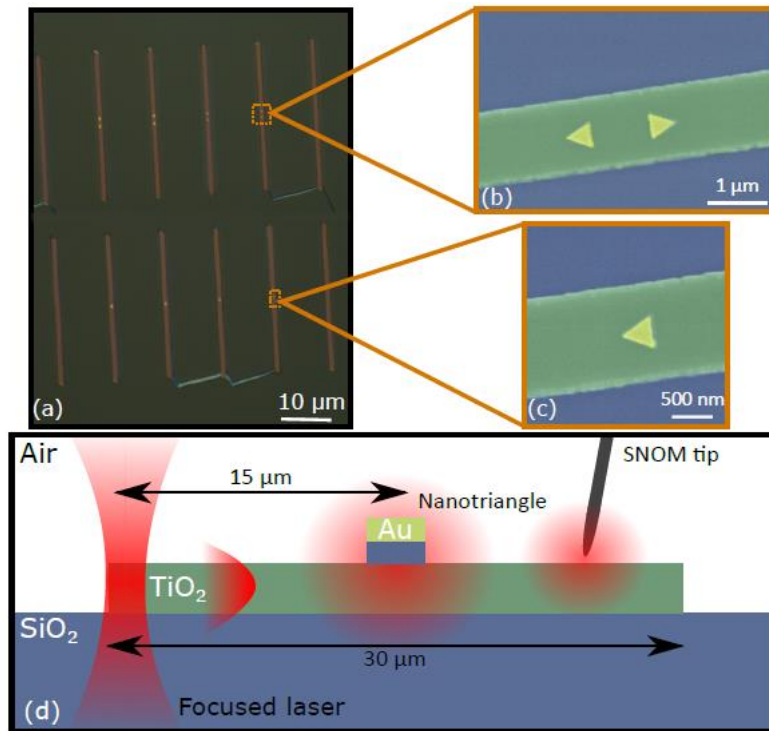 (a)
10 μm
(b)
1 μm
(c)
500 nm
Air
SNOM tip
15 μm
Nanotriangle
Au
TiO₂
SiO₂
30 μm
(d)
Focused laser